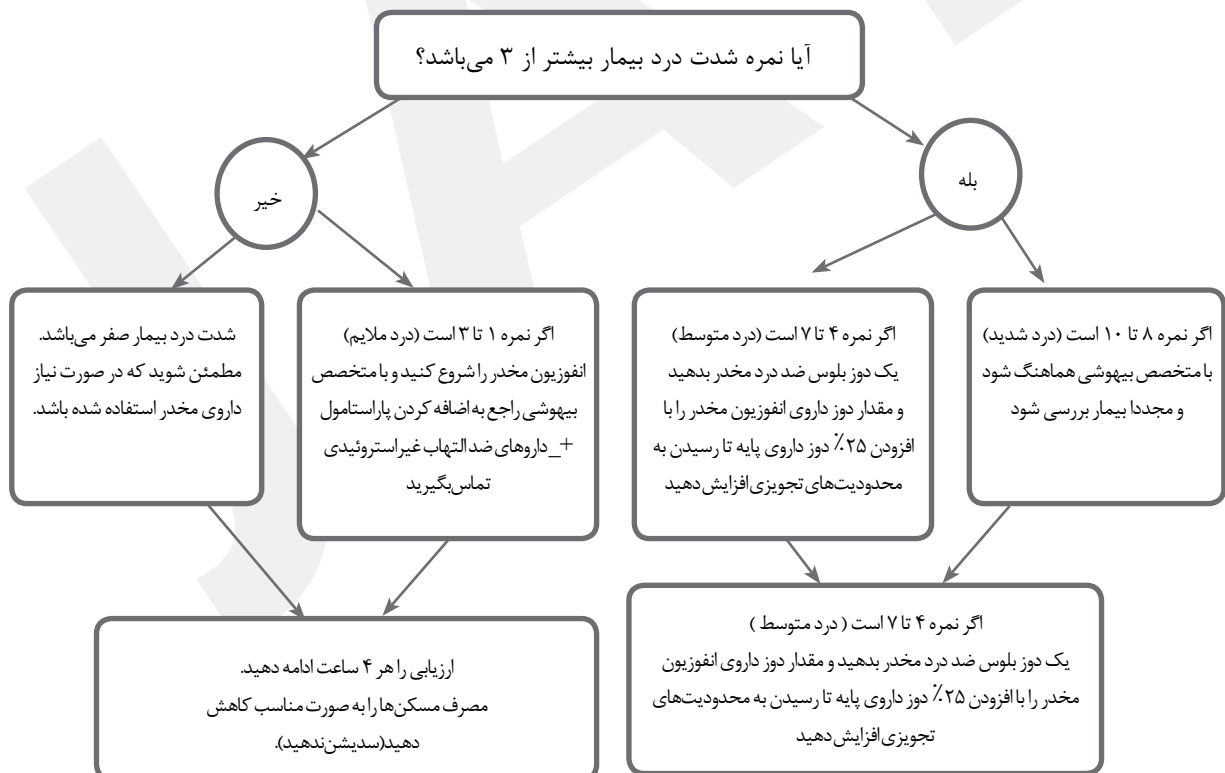 آیا نمره شدت درد بیمار بیشتر از ۳ می‌باشد؟
بله
خیر
اگر نمره ۸ تا ۱۰ است (درد شدید)
با متخصص بیهوشی هماهنگ شود
و مجددا بیمار بررسی شود
اگر نمره ۴ تا ۷ است (درد متوسط)
یک دوز بلوس ضد درد مخدر بدهید
و مقدار دوز داروی انفوزیون مخدر را با
افزودن ۲۵٪ دوز داروی پایه تا رسیدن به
محدودیت‌های تجویزی افزایش دهید
اگر نمره ۱ تا ۳ است (درد ملایم)
انفوزیون مخدر را شروع کنید و با متخصص
بیهوشی راجع به اضافه کردن پاراستامول
+_داروهای ضد التهاب غیراستروئیدی
تماس بگیرید
شدت درد بیمار صفر می‌باشد.
مطمئن شوید که در صورت نیاز
داروی مخدر استفاده شده باشد.
اگر نمره ۴ تا ۷ است ( درد متوسط )
یک دوز بلوس ضد درد مخدر بدهید و مقدار دوز داروی انفوزیون
مخدر را با افزودن ۲۵٪ دوز داروی پایه تا رسیدن به محدودیت‌های
تجویزی افزایش دهید
ارزیابی را هر ۴ ساعت ادامه دهید.
مصرف مسکن‌ها را به صورت مناسب کاهش
دهید(سدیشن ندهید).